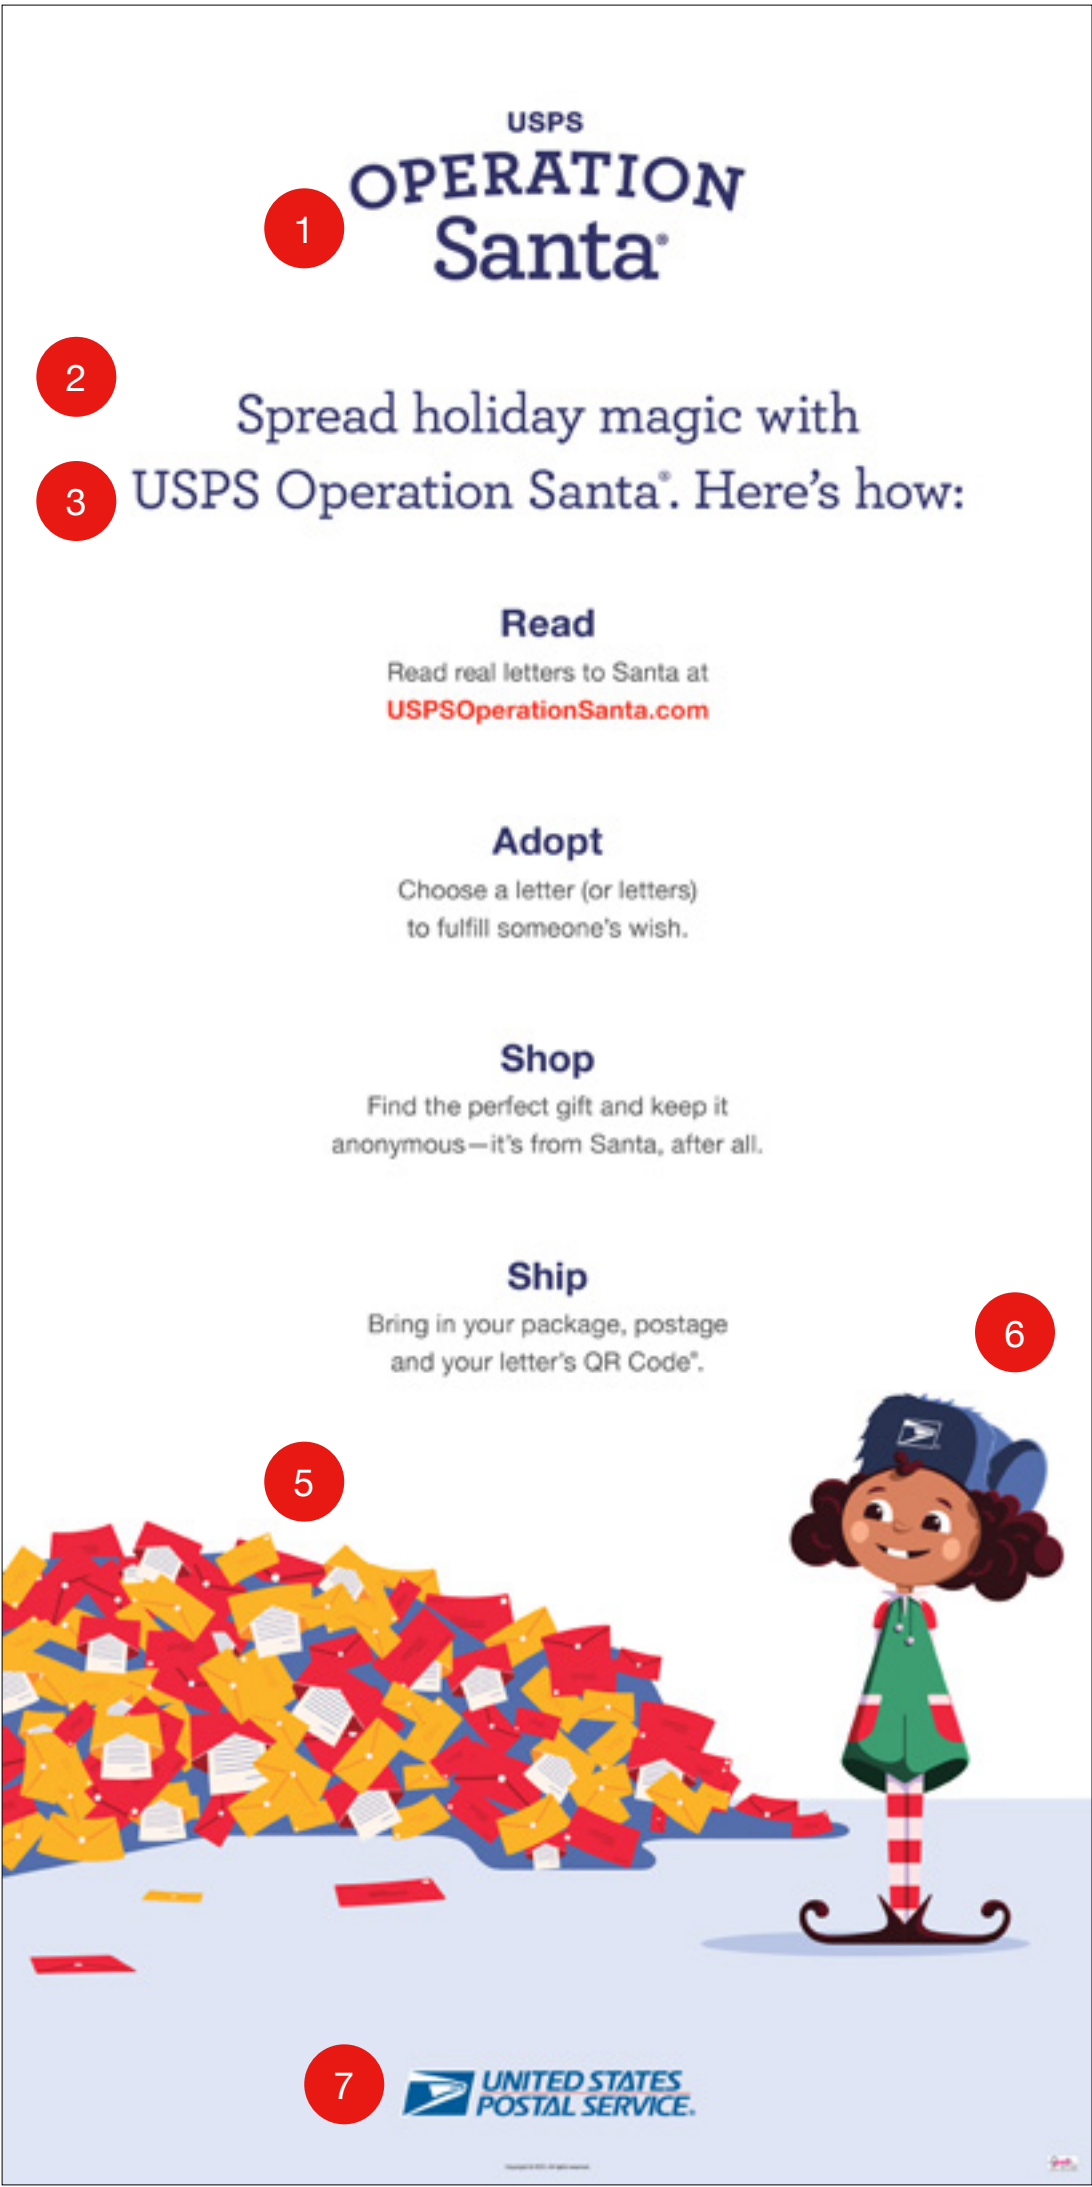 USPS
OPERATION
1
Santa®
2
Spread holiday magic with
3
USPS Operation Santa®. Here's how:
Read
Read real letters to Santa at
USPSOperationSanta.com
Adopt
Choose a letter (or letters)
to fulfill someone's wish.
Shop
Find the perfect gift and keep it
anonymous—it's from Santa, after all.
Ship
Bring in your package, postage
and your letter's QR Code®.
6
5
7
UNITED STATES
POSTAL SERVICE®